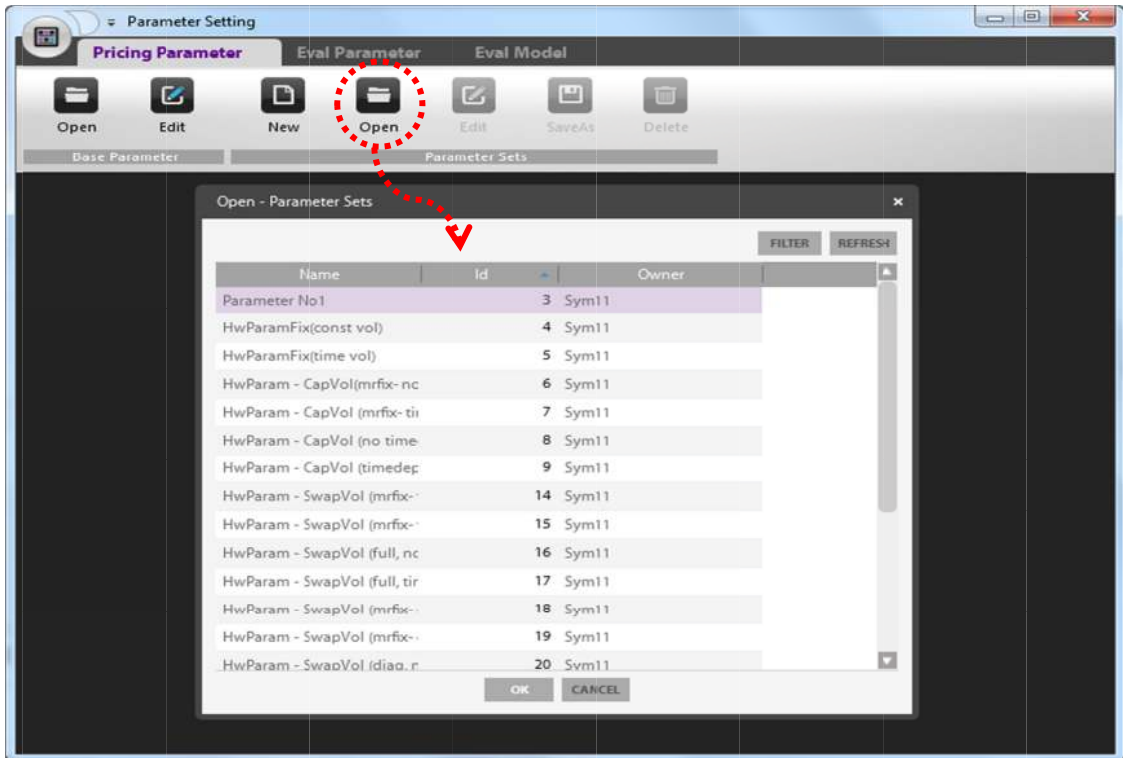 Parameter Setting
Pricing Parameter Eval Parameter Eval Model
Open Edit New Open Edit SaveAs Delete
Base Parameter Parameter Sets
Open - Parameter Sets
FILTER REFRESH
Name Id Owner
Parameter No1 3 Sym11
HwParamFix(const vol) 4 Sym11
HwParamFix(time vol) 5 Sym11
HwParam - CapVol(mrfix- nc 6 Sym11
HwParam - CapVol (mrfix- tii 7 Sym11
HwParam - CapVol (no time- 8 Sym11
HwParam - CapVol (timedep 9 Sym11
HwParam - SwapVol (mrfix- 14 Sym11
HwParam - SwapVol (mrfix- 15 Sym11
HwParam - SwapVol (full, nc 16 Sym11
HwParam - SwapVol (full, tir 17 Sym11
HwParam - SwapVol (mrfix- 18 Sym11
HwParam - SwapVol (mrfix- 19 Sym11
HwParam - SwapVol (diag, r 20 Sym11
OK CANCEL